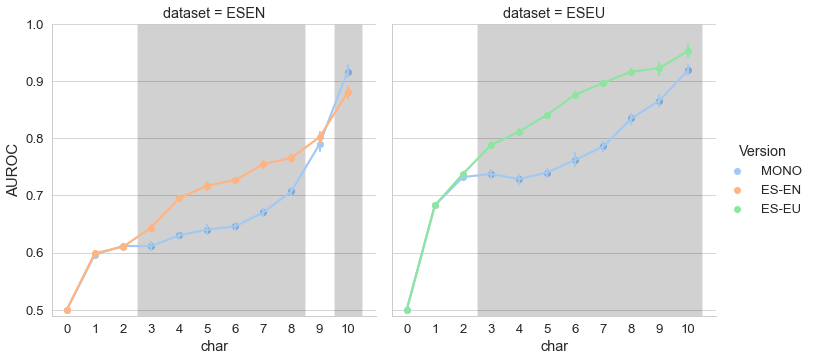 dataset = ESEN
dataset = ESEU
1.0
0.9
0.8
0.7
0.6
0.5
AUROC
0 1 2 3 4 5 6 7 8 9 10
char
0 1 2 3 4 5 6 7 8 9 10
char
Version
MONO
ES-EN
ES-EU